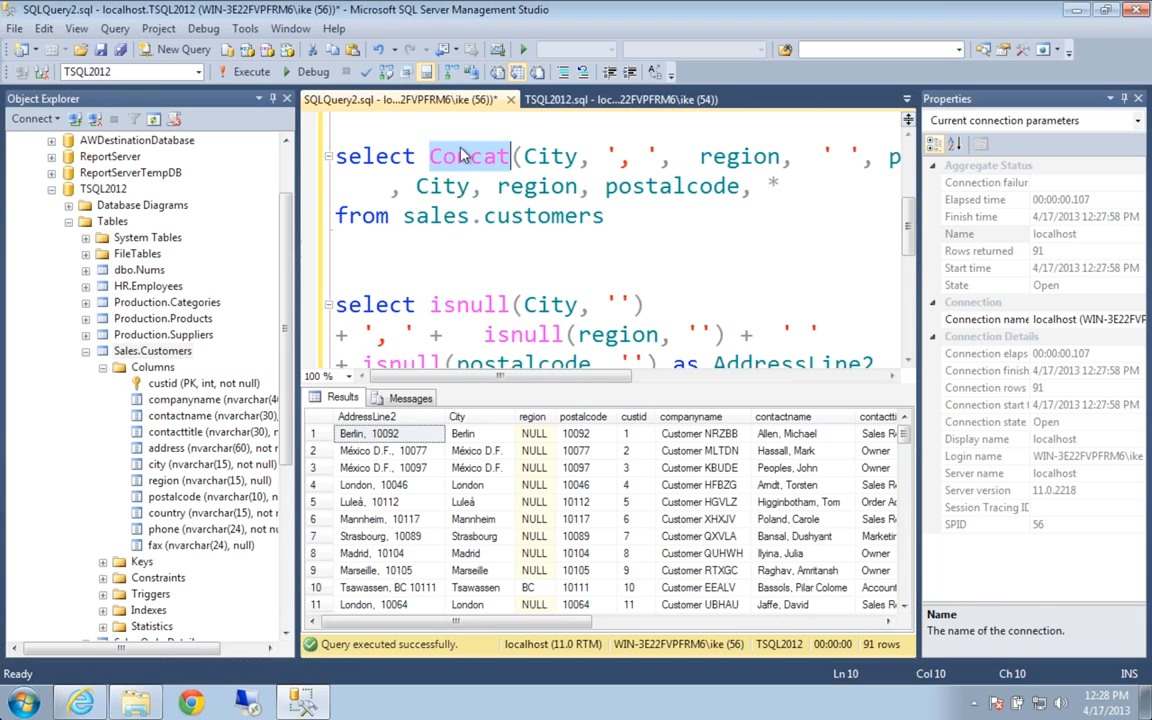 SQLQuery2.sql - localhost.TSQL2012 (WIN-3E22VPFRM6\ike (56))* - Microsoft SQL Server Management Studio
File Edit View Query Project Debug Tools Window Help
New Query
TSQL2012 Execute Debug
Object Explorer
Connect
AWDestinationDatabase
ReportServer
ReportServerTempDB
TSQL2012
Database Diagrams
Tables
System Tables
FileTables
dbo.Nums
HR.Employees
Production.Categories
Production.Products
Production.Suppliers
Sales.Customers
Columns
custid (PK, int, not null)
companyname (nvarchar(4
contactname (nvarchar(30),
contacttitle (nvarchar(30),
address (nvarchar(60), not n
city (nvarchar(15), not null)
region (nvarchar(15), null)
postalcode (nvarchar(10), n
country (nvarchar(15), not
phone (nvarchar(24), not nu
fax (nvarchar(24), null)
Keys
Constraints
Triggers
Indexes
Statistics
SQLQuery2.sql - lo...2FVPFRM6\ike (56))* TSQL2012.sql - loc...22FVPFRM6\ike (54))
select Concat(City, ', ', region, ' ', p
, City, region, postalcode, *
from sales.customers
select isnull(City, '')
+ ', ' + isnull(region, '') + ' '
+ isnull(postalcode, '') as AddressLine2
100 %
Results Messages
AddressLine2 City region postalcode custid companyname contactname contacttit
1 Berlin, 10092 Berlin NULL 10092 1 Customer NRZBB Allen, Michael Sales Re
2 México D.F., 10077 México D.F. NULL 10077 2 Customer MLTDN Hassall, Mark Owner
3 México D.F., 10097 México D.F. NULL 10097 3 Customer KBUDE Peoples, John Owner
4 London, 10046 London NULL 10046 4 Customer HFBZG Arndt, Torsten Sales Re
5 Luleå, 10112 Luleå NULL 10112 5 Customer HGVLZ Higginbotham, Tom Order Ac
6 Mannheim, 10117 Mannheim NULL 10117 6 Customer XHXJV Poland, Carole Sales Re
7 Strasbourg, 10089 Strasbourg NULL 10089 7 Customer QXVLA Bansal, Dushyant Marketir
8 Madrid, 10104 Madrid NULL 10104 8 Customer QUHWH Ilyina, Julia Owner
9 Marseille, 10105 Marseille NULL 10105 9 Customer RTXGC Raghav, Amritansh Owner
10 Tsawassen, BC 10111 Tsawassen BC 10111 10 Customer EEALV Bassols, Pilar Colome Account
11 London, 10064 London NULL 10064 11 Customer UBHAU Jaffe, David Sales Re
Query executed successfully. localhost (11.0 RTM) WIN-3E22VPFRM6\ike (56) TSQL2012 00:00:00 91 rows
Properties
Current connection parameters
Aggregate Status
Connection failur
Elapsed time 00:00:00.107
Finish time 4/17/2013 12:27:58 PM
Name localhost
Rows returned 91
Start time 4/17/2013 12:27:58 PM
State Open
Connection
Connection name localhost (WIN-3E22VPFRM6
Connection Details
Connection elaps 00:00:00.107
Connection finish 4/17/2013 12:27:58 PM
Connection rows 91
Connection start t 4/17/2013 12:27:58 PM
Connection state Open
Display name localhost
Login name WIN-3E22VPFRM6\ike
Server name localhost
Server version 11.0.2218
Session Tracing ID
SPID 56
Name
The name of the connection.
Ready Ln 10 Col 10 Ch 10 INS
12:28 PM
4/17/2013